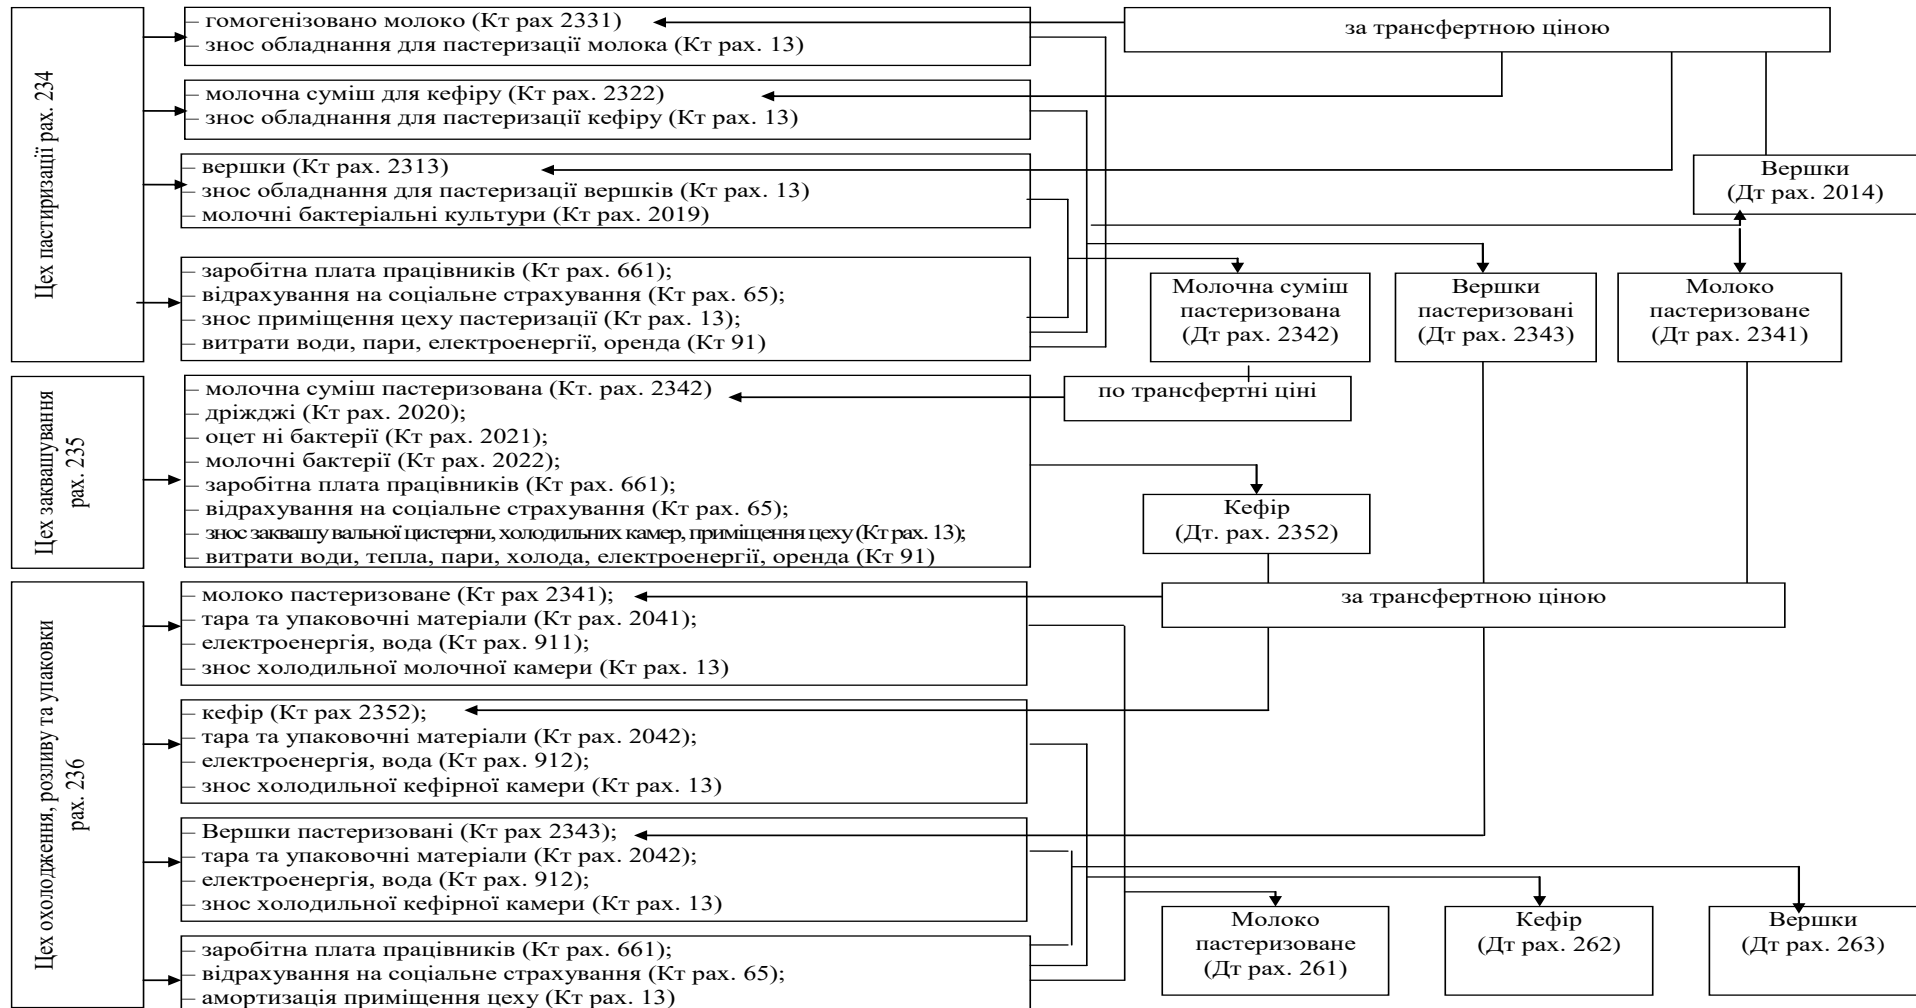 Цех пастиризації рах. 234
– гомогенізовано молоко (Кт рах 2331)
– знос обладнання для пастеризації молока (Кт рах. 13)
за трансфертною ціною
– молочна суміш для кефіру (Кт рах. 2322)
– знос обладнання для пастеризації кефіру (Кт рах. 13)
– вершки (Кт рах. 2313)
– знос обладнання для пастеризації вершків (Кт рах. 13)
– молочні бактеріальні культури (Кт рах. 2019)
Вершки
(Дт рах. 2014)
– заробітна плата працівників (Кт рах. 661);
– відрахування на соціальне страхування (Кт рах. 65);
– знос приміщення цеху пастеризації (Кт рах. 13);
– витрати води, пари, електроенергії, оренда (Кт 91)
Молочна суміш
пастеризована
(Дт рах. 2342)
Вершки
пастеризовані
(Дт рах. 2343)
Молоко
пастеризоване
(Дт рах. 2341)
Цех заквашування
рах. 235
– молочна суміш пастеризована (Кт. рах. 2342)
– дріжджі (Кт рах. 2020);
– оцет ні бактерії (Кт рах. 2021);
– молочні бактерії (Кт рах. 2022);
– заробітна плата працівників (Кт рах. 661);
– відрахування на соціальне страхування (Кт рах. 65);
– знос заквашу вальної цистерни, холодильних камер, приміщення цеху (Кт рах. 13);
– витрати води, тепла, пари, холода, електроенергії, оренда (Кт 91)
по трансфертні ціні
Кефір
(Дт. рах. 2352)
Цех охолодження, розливу та упаковки
рах. 236
– молоко пастеризоване (Кт рах 2341);
– тара та упаковочні матеріали (Кт рах. 2041);
– електроенергія, вода (Кт рах. 911);
– знос холодильної молочної камери (Кт рах. 13)
за трансфертною ціною
– кефір (Кт рах 2352);
– тара та упаковочні матеріали (Кт рах. 2042);
– електроенергія, вода (Кт рах. 912);
– знос холодильної кефірної камери (Кт рах. 13)
– Вершки пастеризовані (Кт рах 2343);
– тара та упаковочні матеріали (Кт рах. 2042);
– електроенергія, вода (Кт рах. 912);
– знос холодильної кефірної камери (Кт рах. 13)
– заробітна плата працівників (Кт рах. 661);
– відрахування на соціальне страхування (Кт рах. 65);
– амортизація приміщення цеху (Кт рах. 13)
Молоко
пастеризоване
(Дт рах. 261)
Кефір
(Дт рах. 262)
Вершки
(Дт рах. 263)